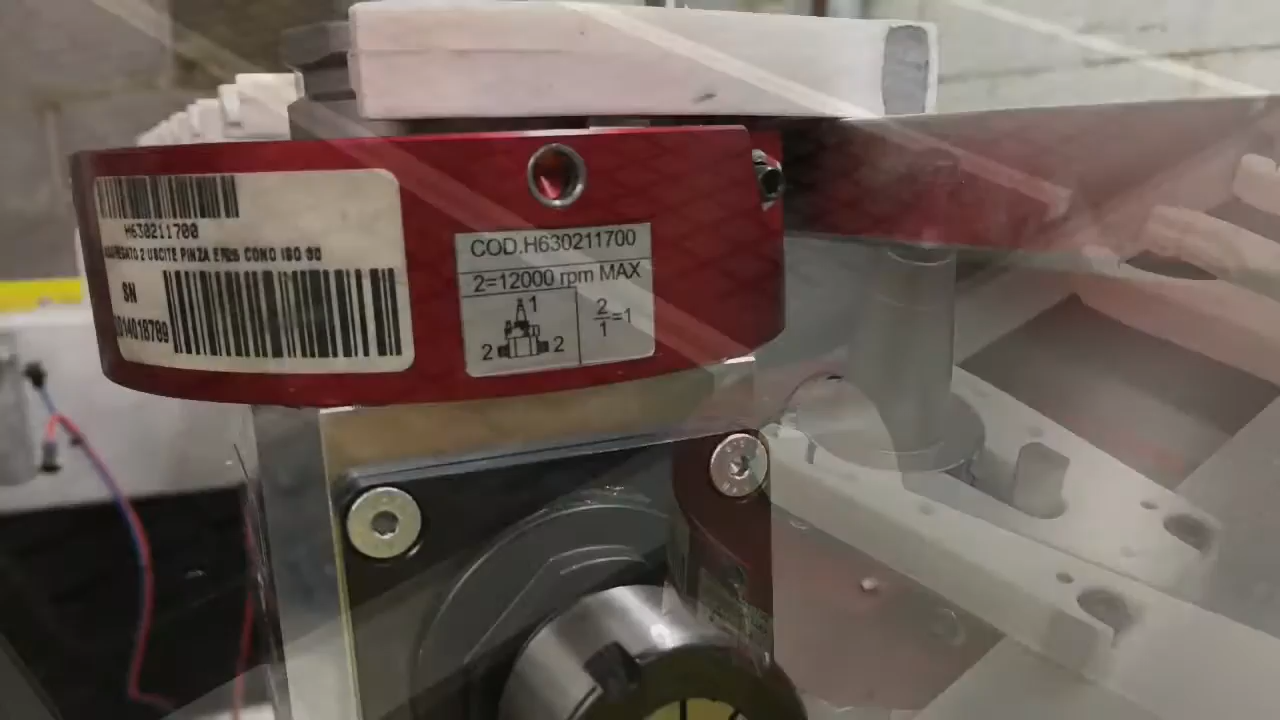 H630211700
AGGREGATO 2 USCITE PINZA ER25 CONO ISO 30
SN
COD.H630211700
2=12000 rpm MAX
1
2 2
2/1=1